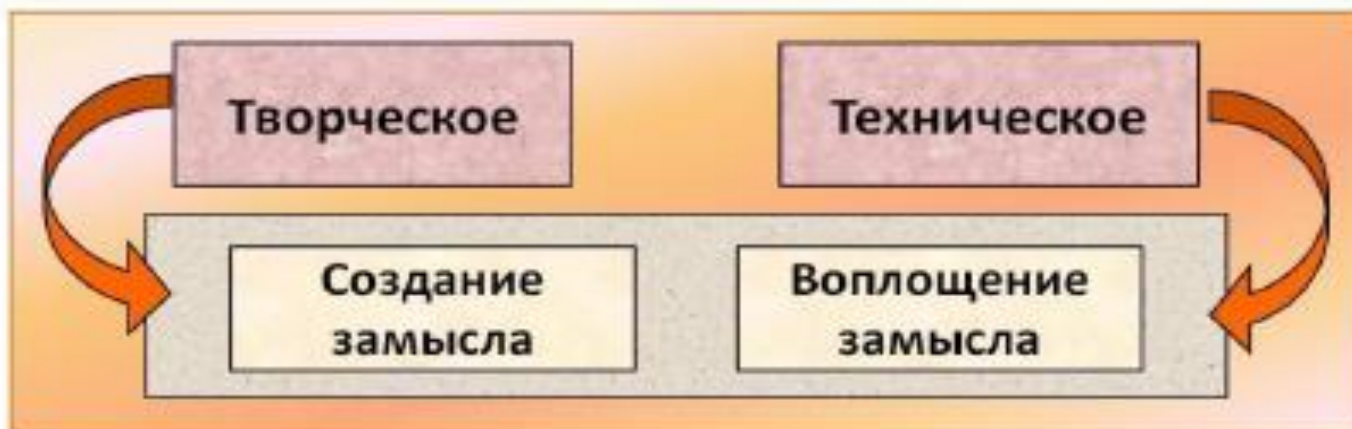 Творческое
Техническое
Создание
замысла
Воплощение
замысла